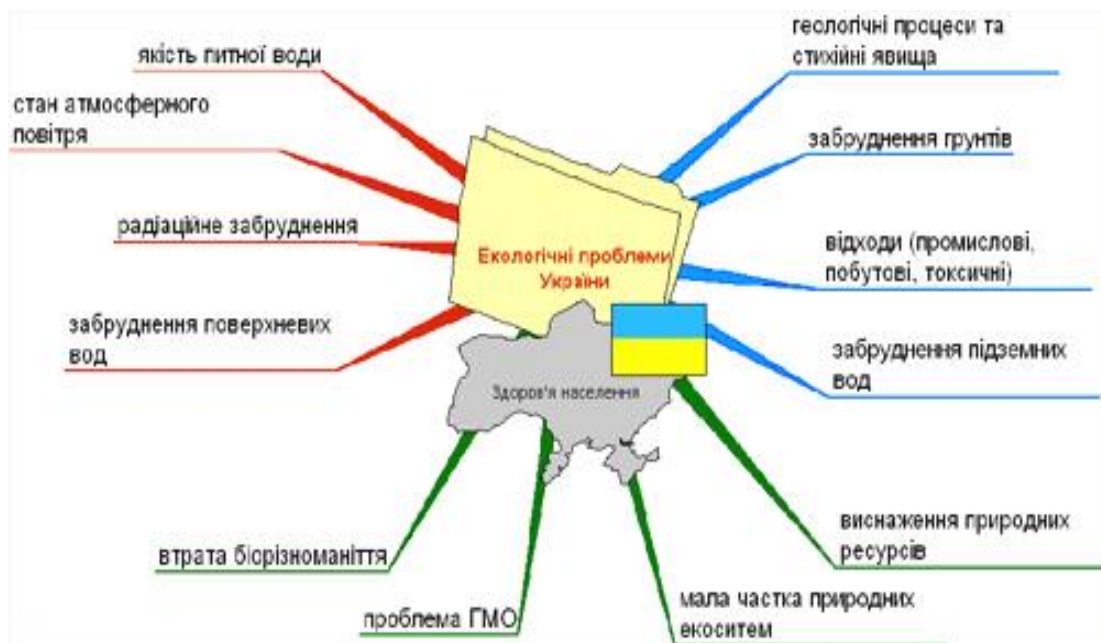 якість питної води
стан атмосферного
повітря
радіаційне забруднення
забруднення поверхневих
вод
геологічні процеси та
стихійні явища
забруднення грунтів
відходи (промислові,
побутові, токсичні)
забруднення підземних
вод
Екологічні проблеми
України
Здоров'я населення
втрата біорізноманіття
проблема ГМО
мала частка природних
екоситем
виснаження природних
ресурсів